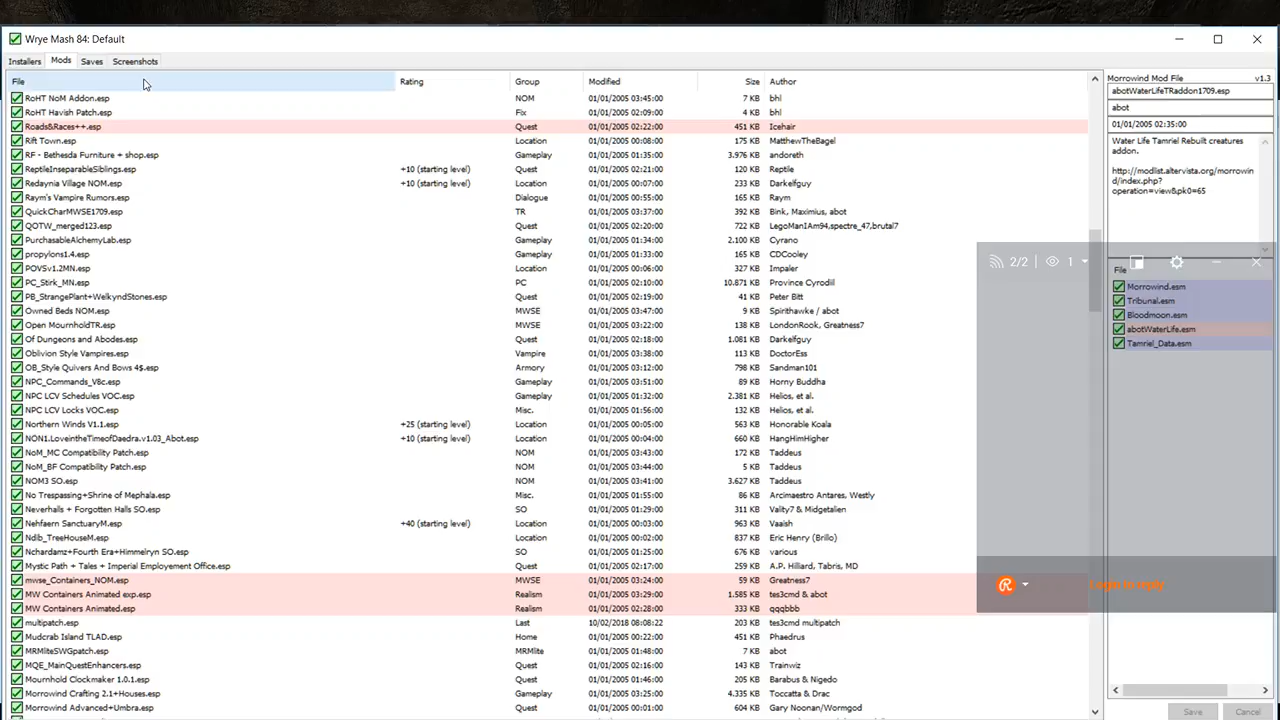 Wrye Mash 84: Default
Installers Mods Saves Screenshots
File Rating Group Modified Size Author
RoHT NoM Addon.esp NOM 01/01/2005 03:45:00 7 KB bhl
RoHT Havish Patch.esp Fix 01/01/2005 02:09:00 4 KB bhl
Roads&Races++.esp Quest 01/01/2005 02:22:00 451 KB Icehair
Rift Town.esp Location 01/01/2005 00:08:00 175 KB MatthewTheBagel
RF - Bethesda Furniture + shop.esp Gameplay 01/01/2005 01:35:00 3.976 KB andoreth
ReptileInseparableSiblings.esp +10 (starting level) Quest 01/01/2005 02:21:00 120 KB Reptile
Redaynia Village NOM.esp +10 (starting level) Location 01/01/2005 00:07:00 233 KB Darkelfguy
Raym's Vampire Rumors.esp Dialogue 01/01/2005 00:55:00 165 KB Raym
QuickCharMWSE1709.esp TR 01/01/2005 03:37:00 392 KB Bink, Maximius, abot
QOTW_merged123.esp Quest 01/01/2005 02:20:00 722 KB LegoManIAm94,spectre_47,brutal7
PurchasableAlchemyLab.esp Gameplay 01/01/2005 01:34:00 2.100 KB Cyrano
propylons1.4.esp Gameplay 01/01/2005 01:33:00 165 KB CDCooley
POVSv1.2MN.esp Location 01/01/2005 00:06:00 327 KB Impaler
PC_Stirk_MN.esp PC 01/01/2005 02:10:00 10.871 KB Province Cyrodiil
PB_StrangePlant+WelkyndStones.esp Quest 01/01/2005 02:19:00 41 KB Peter Bitt
Owned Beds NOM.esp MWSE 01/01/2005 03:47:00 9 KB Spirithawke / abot
Open MournholdTR.esp MWSE 01/01/2005 03:22:00 138 KB LondonRook, Greatness7
Of Dungeons and Abodes.esp Quest 01/01/2005 02:18:00 1.081 KB Darkelfguy
Oblivion Style Vampires.esp Vampire 01/01/2005 03:38:00 113 KB DoctorEss
OB_Style Quivers And Bows 4$.esp Armory 01/01/2005 03:12:00 798 KB Sandman101
NPC_Commands_V8c.esp Gameplay 01/01/2005 03:51:00 89 KB Horny Buddha
NPC LCV Schedules VOC.esp Gameplay 01/01/2005 01:32:00 2.381 KB Helios, et al.
NPC LCV Locks VOC.esp Misc. 01/01/2005 01:56:00 132 KB Helios, et al.
Northern Winds V1.1.esp +25 (starting level) Location 01/01/2005 00:05:00 563 KB Honorable Koala
NON1.LoveintheTimeofDaedra.v1.03_Abot.esp +10 (starting level) Location 01/01/2005 00:04:00 660 KB HangHimHigher
NoM_MC Compatibility Patch.esp NOM 01/01/2005 03:43:00 172 KB Taddeus
NoM_BF Compatibility Patch.esp NOM 01/01/2005 03:44:00 5 KB Taddeus
NOM3 SO.esp NOM 01/01/2005 03:41:00 3.627 KB Taddeus
No Trespassing+Shrine of Mephala.esp Misc. 01/01/2005 01:55:00 86 KB Arcimaestro Antares, Westly
Neverhalls + Forgotten Halls SO.esp SO 01/01/2005 01:29:00 311 KB Vality7 & Midgetalien
Nehfaern SanctuaryM.esp +40 (starting level) Location 01/01/2005 00:03:00 963 KB Vaaish
Ndib_TreeHouseM.esp Location 01/01/2005 00:02:00 837 KB Eric Henry (Brillo)
Nchardamz+Fourth Era+Himmelryn SO.esp SO 01/01/2005 01:25:00 676 KB various
Mystic Path + Tales + Imperial Employement Office.esp Quest 01/01/2005 02:17:00 259 KB A.P. Hilliard, Tabris, MD
mwse_Containers_NOM.esp MWSE 01/01/2005 03:24:00 59 KB Greatness7
MW Containers Animated exp.esp Realism 01/01/2005 03:29:00 1.585 KB tes3cmd & abot
MW Containers Animated.esp Realism 01/01/2005 02:28:00 333 KB qqqbbb
multipatch.esp Last 10/02/2018 08:08:22 203 KB tes3cmd multipatch
Mudcrab Island TLAD.esp Home 01/01/2005 00:22:00 451 KB Phaedrus
MRMliteSWGpatch.esp MRMlite 01/01/2005 01:48:00 7 KB abot
MQE_MainQuestEnhancers.esp Quest 01/01/2005 02:16:00 143 KB Trainwiz
Mournhold Clockmaker 1.0.1.esp Quest 01/01/2005 01:46:00 205 KB Barabus & Nigedo
Morrowind Crafting 2.1+Houses.esp Gameplay 01/01/2005 03:25:00 4.335 KB Toccatta & Drac
Morrowind Advanced+Umbra.esp Quest 01/01/2005 00:01:00 604 KB Gary Noonan/Wormgod
Morrowind Mod File v1.3
abotWaterLifeTRaddon1709.esp
abot
01/01/2005 02:35:00
Water Life Tamriel Rebuilt creatures
addon.
http://modlist.altervista.org/morrowin
d/index.php?
operation=view&pk0=65
2/2 1
File
Morrowind.esm
Tribunal.esm
Bloodmoon.esm
abotWaterLife.esm
Tamriel_Data.esm
Login to reply
Save Cancel